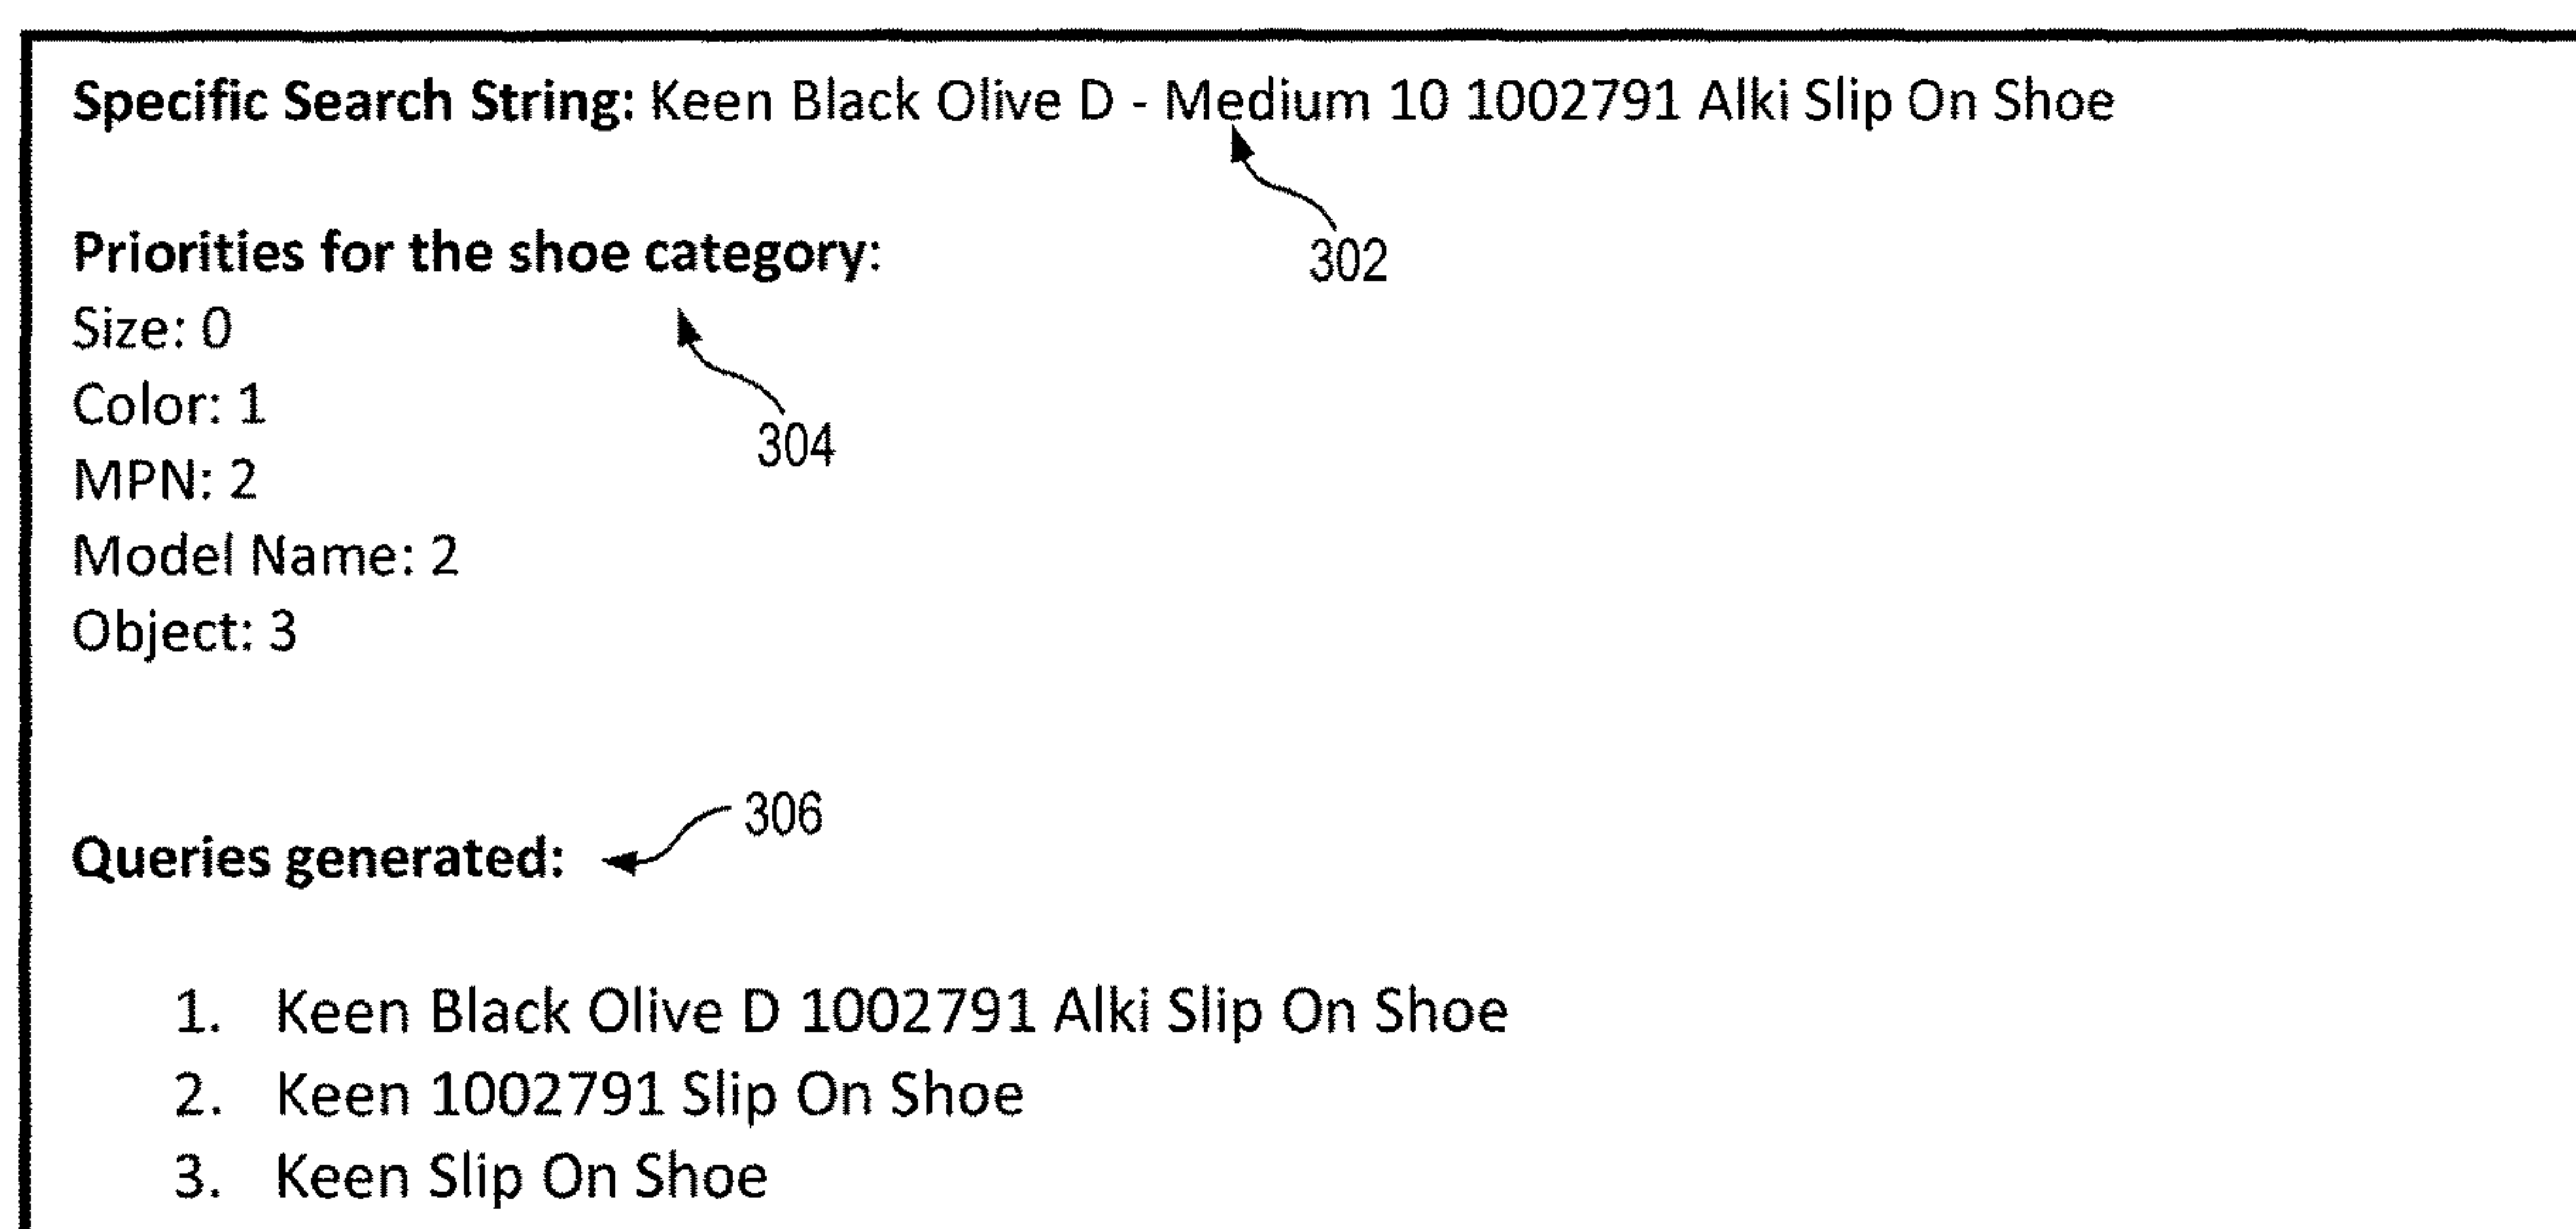 Specific Search String: Keen Black Olive D - Medium 10 1002791 Alki Slip On Shoe
302
Priorities for the shoe category:
Size: 0
304
Color: 1
MPN: 2
Model Name: 2
Object: 3
306
Queries generated:
1. Keen Black Olive D 1002791 Alki Slip On Shoe
2. Keen 1002791 Slip On Shoe
3. Keen Slip On Shoe